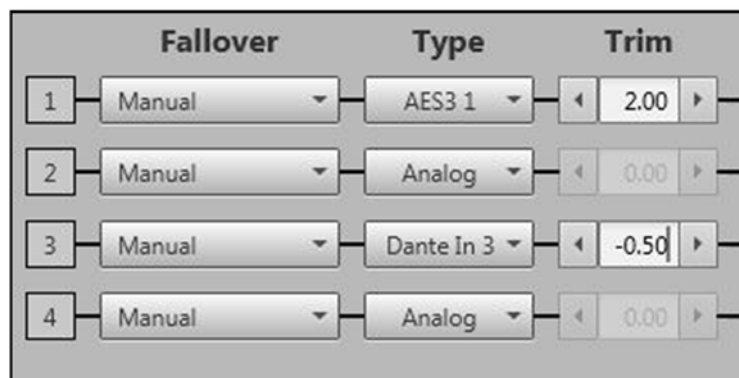 Fallover Type Trim
1 Manual AES3 1 2.00
2 Manual Analog 0.00
3 Manual Dante In 3 -0.50
4 Manual Analog 0.00